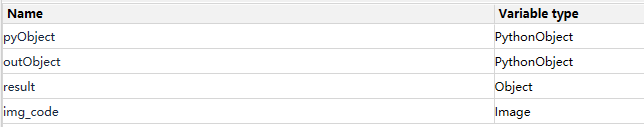 Name Variable type
pyObject PythonObject
outObject PythonObject
result Object
img_code Image